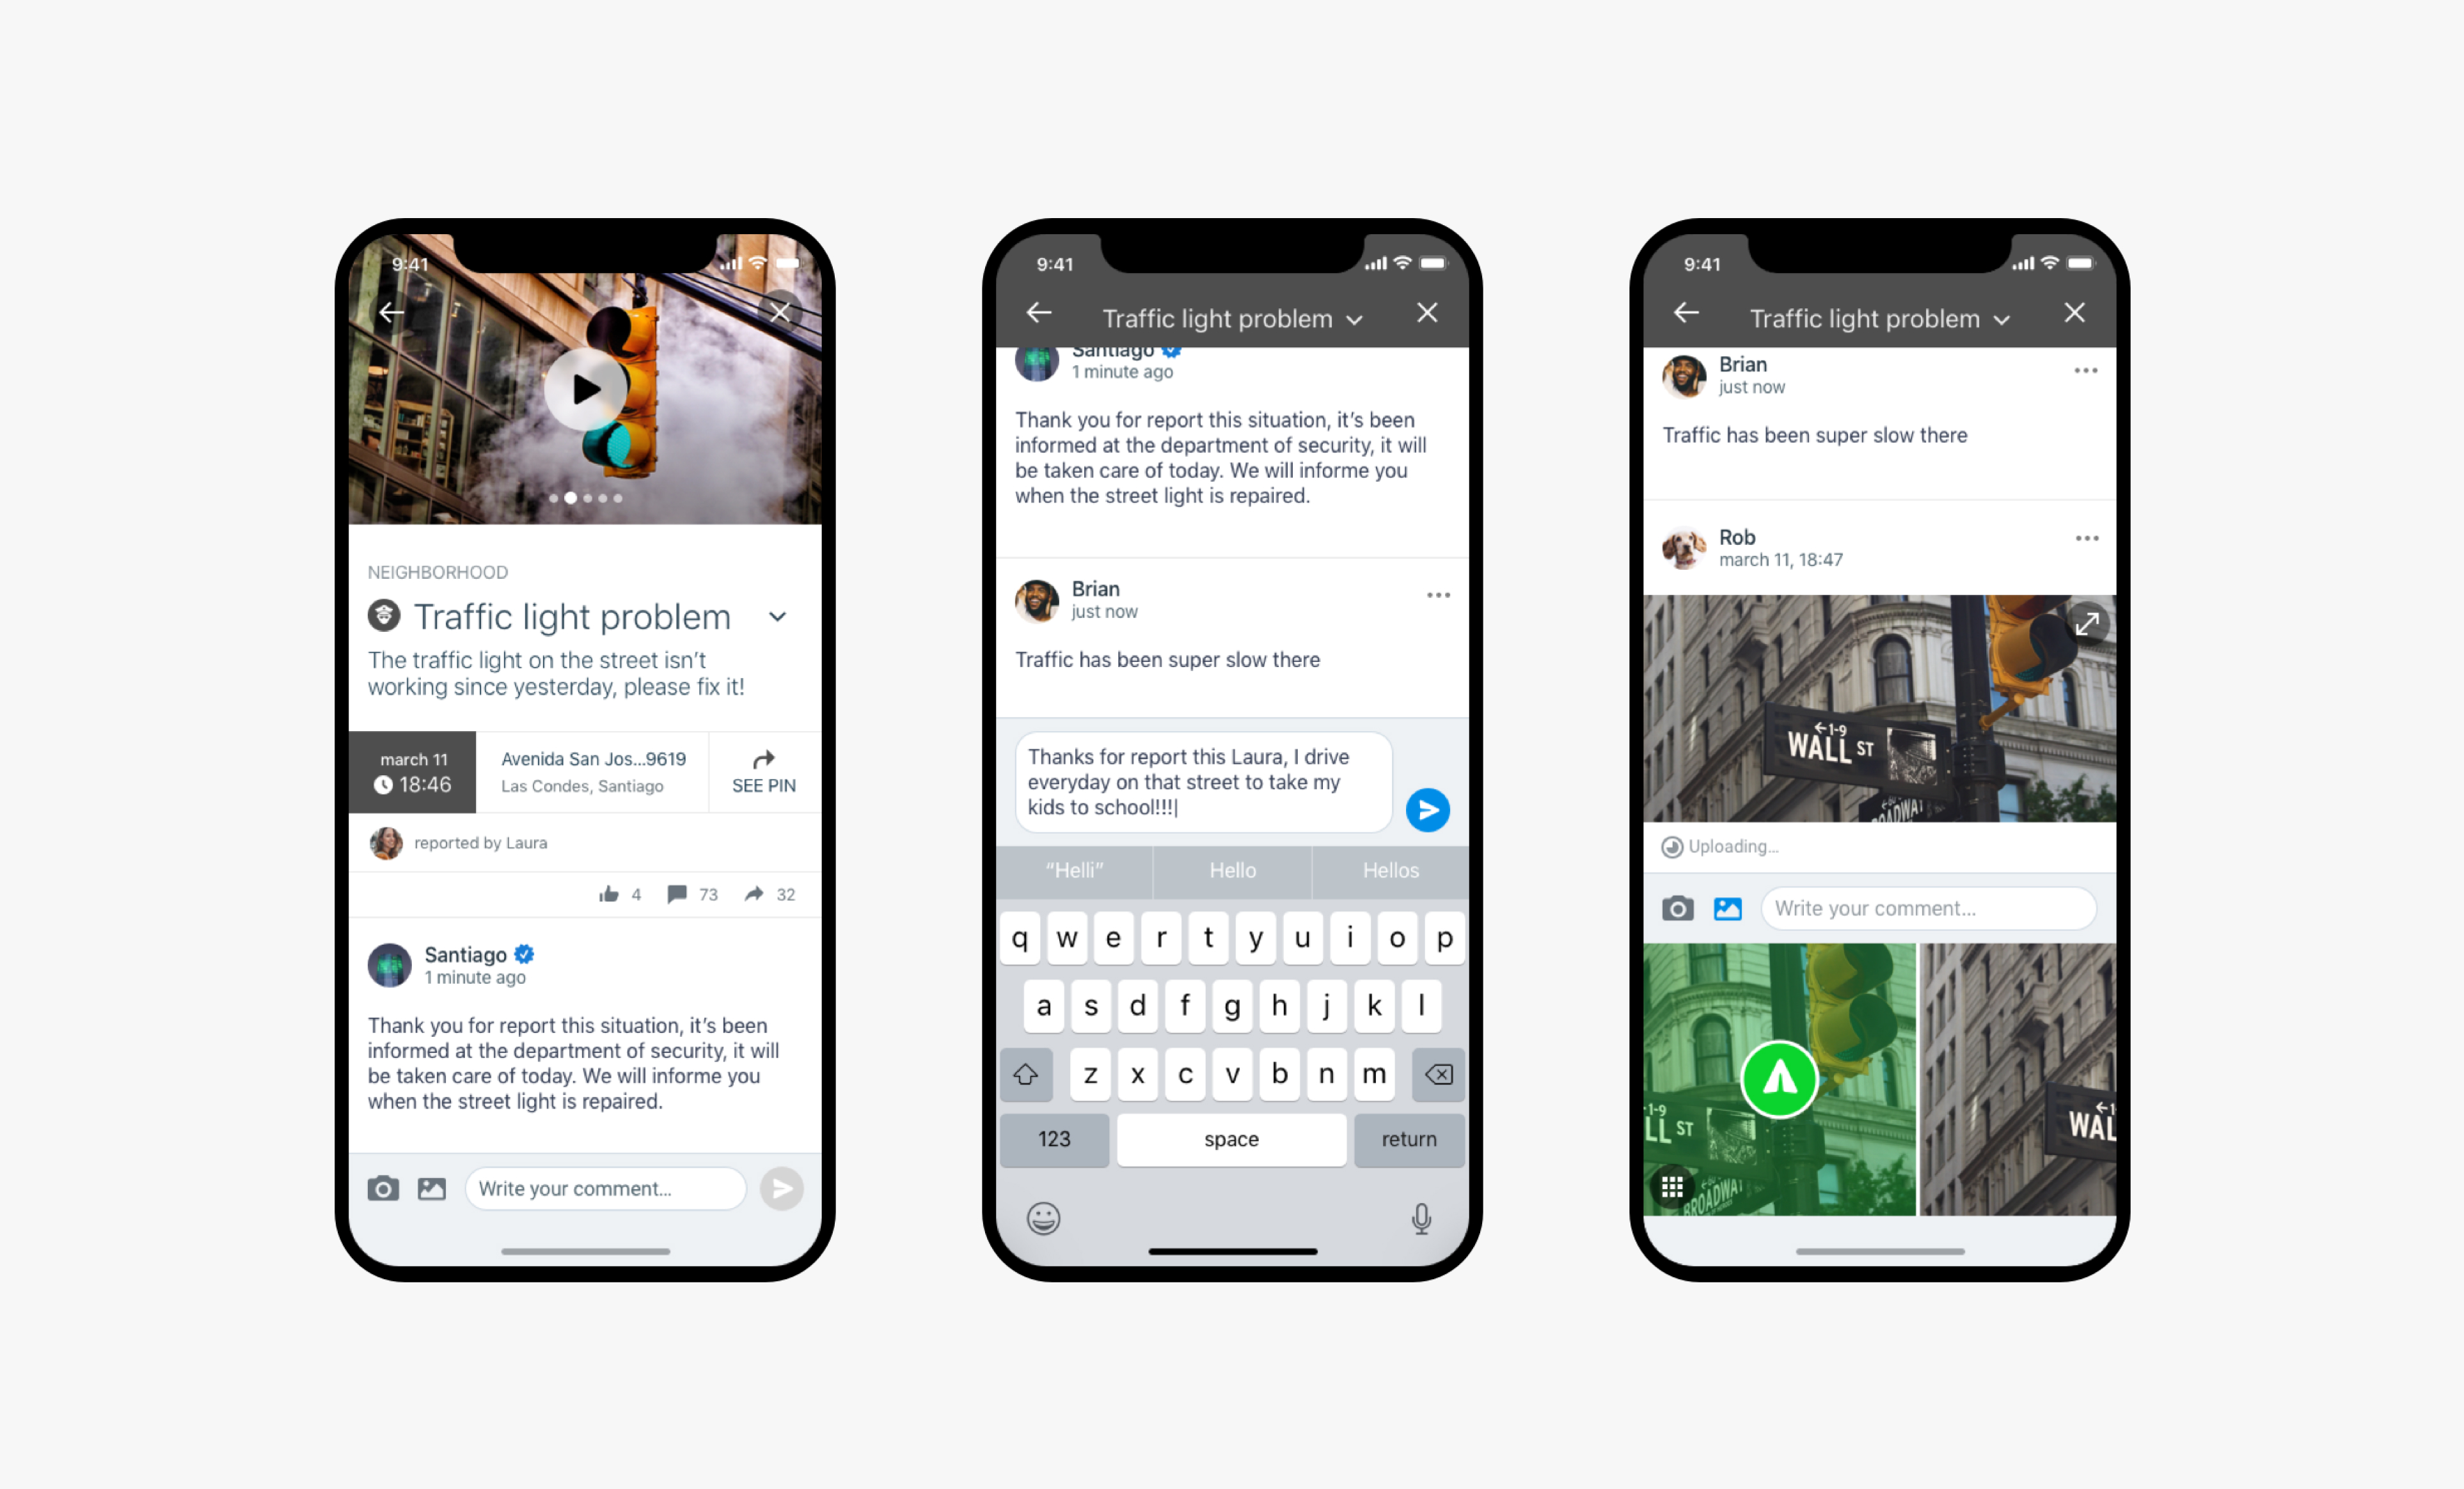 9:41
NEIGHBORHOOD
Traffic light problem
The traffic light on the street isn't
working since yesterday, please fix it!
march 11
18:46
Avenida San Jos...9619
Las Condes, Santiago
SEE PIN
reported by Laura
4
73
32
Santiago
1 minute ago
Thank you for report this situation, it's been
informed at the department of security, it will
be taken care of today. We will informe you
when the street light is repaired.
Write your comment...
9:41
Traffic light problem
Santiago
1 minute ago
Thank you for report this situation, it's been
informed at the department of security, it will
be taken care of today. We will informe you
when the street light is repaired.
Brian
just now
Traffic has been super slow there
Thanks for report this Laura, I drive
everyday on that street to take my
kids to school!!!
"Helli" Hello Hellos
q w e r t y u i o p
a s d f g h j k l
z x c v b n m
123 space return
9:41
Traffic light problem
Brian
just now
Traffic has been super slow there
Rob
march 11, 18:47
←1-9
WALL ST
ROADWAY
Uploading...
Write your comment...
1-9
LL ST
BROADWAY
←1
WAL